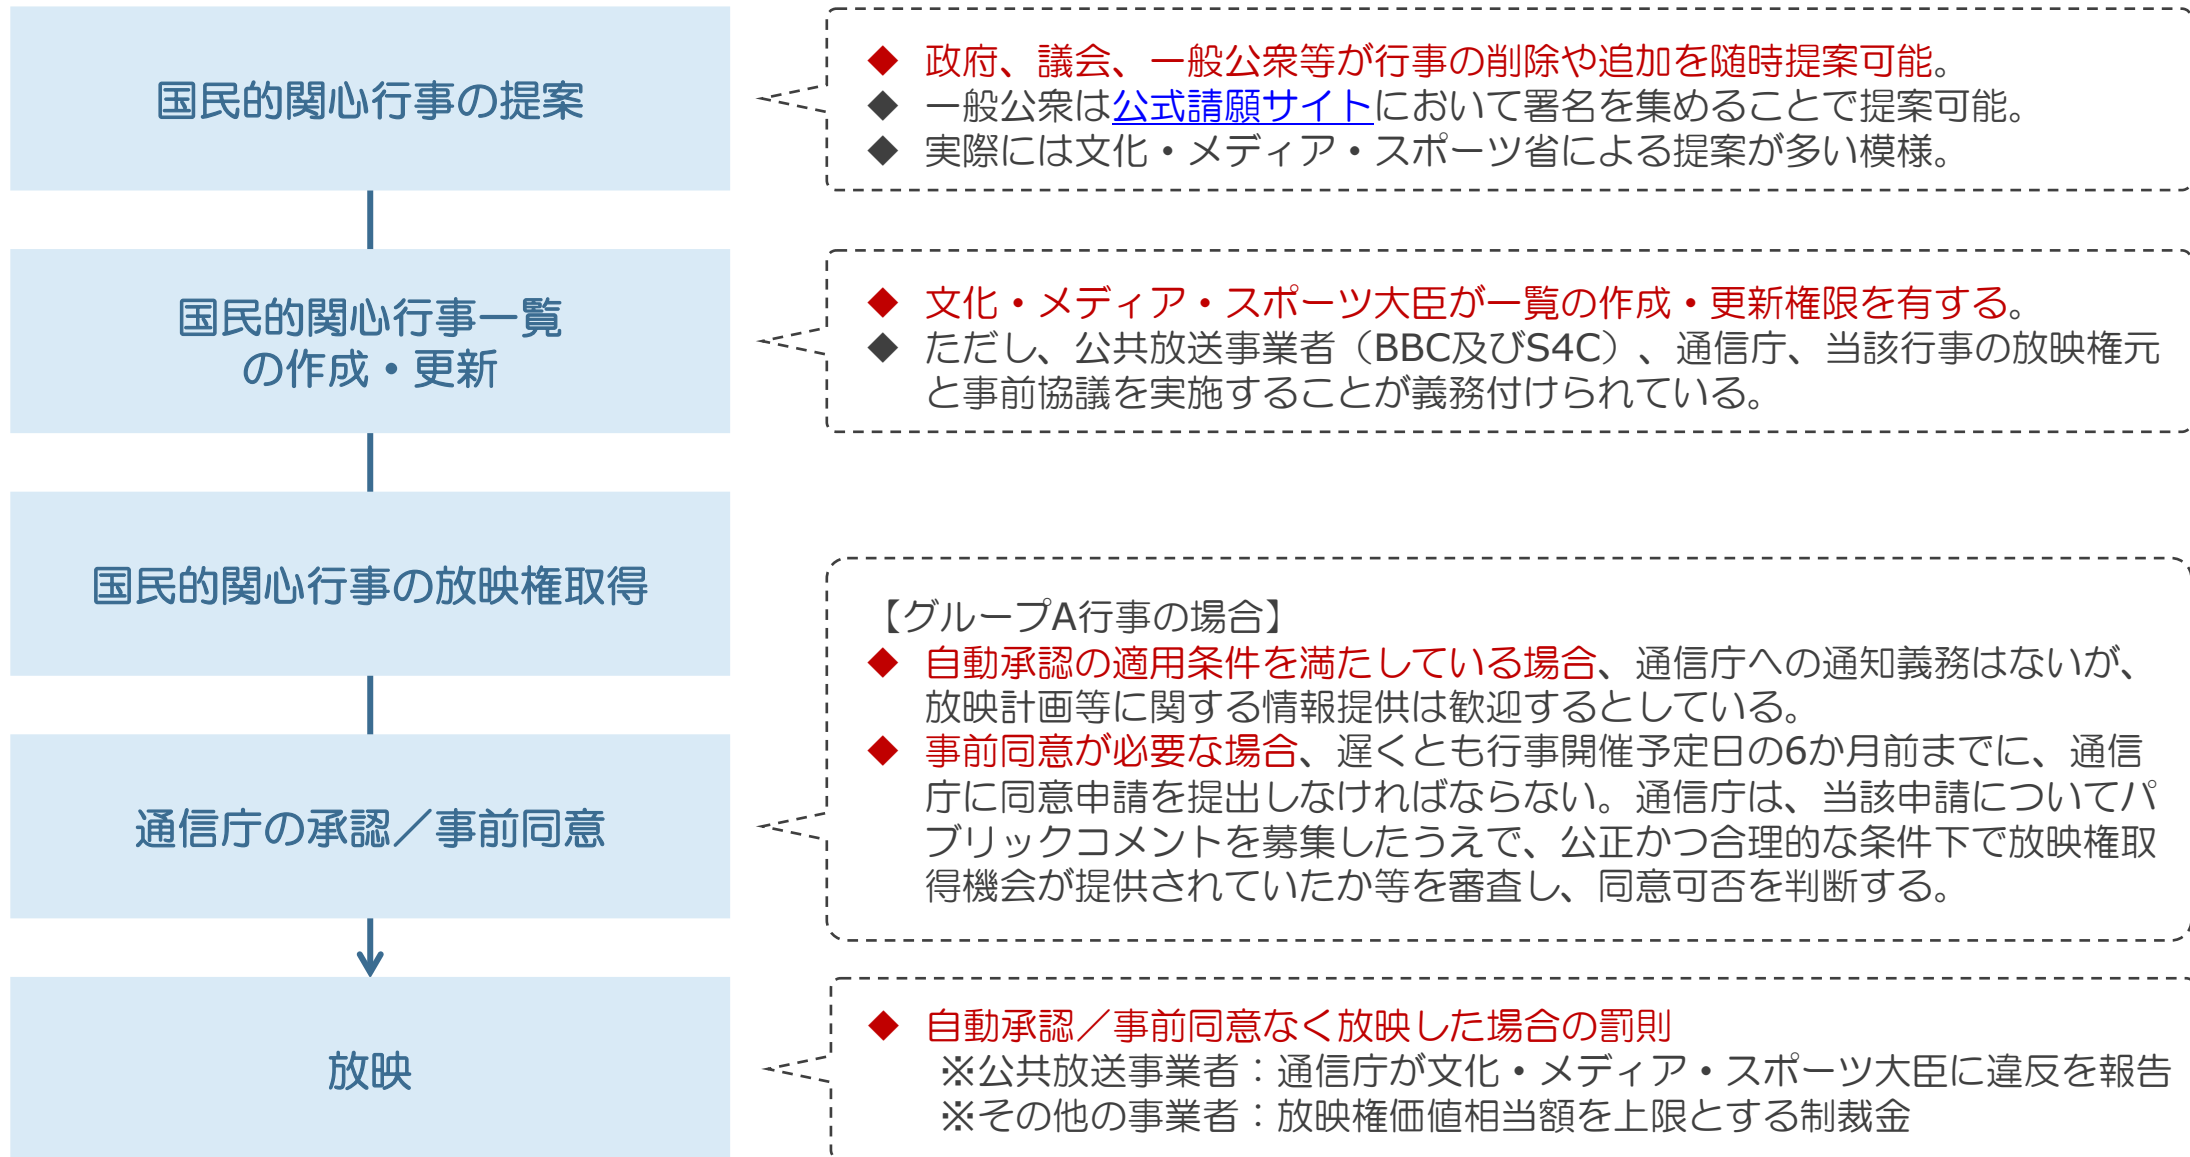 国民的関心行事の提案
◆ 政府、議会、一般公衆等が行事の削除や追加を随時提案可能。
◆ 一般公衆は公式請願サイトにおいて署名を集めることで提案可能。
◆ 実際には文化・メディア・スポーツ省による提案が多い模様。
国民的関心行事一覧
の作成・更新
◆ 文化・メディア・スポーツ大臣が一覧の作成・更新権限を有する。
◆ ただし、公共放送事業者（BBC及びS4C）、通信庁、当該行事の放映権元
と事前協議を実施することが義務付けられている。
国民的関心行事の放映権取得
通信庁の承認／事前同意
【グループA行事の場合】
◆ 自動承認の適用条件を満たしている場合、通信庁への通知義務はないが、
放映計画等に関する情報提供は歓迎するとしている。
◆ 事前同意が必要な場合、遅くとも行事開催予定日の6か月前までに、通信
庁に同意申請を提出しなければならない。通信庁は、当該申請についてパ
ブリックコメントを募集したうえで、公正かつ合理的な条件下で放映権取
得機会が提供されていたか等を審査し、同意可否を判断する。
放映
◆ 自動承認／事前同意なく放映した場合の罰則
※公共放送事業者：通信庁が文化・メディア・スポーツ大臣に違反を報告
※その他の事業者：放映権価値相当額を上限とする制裁金